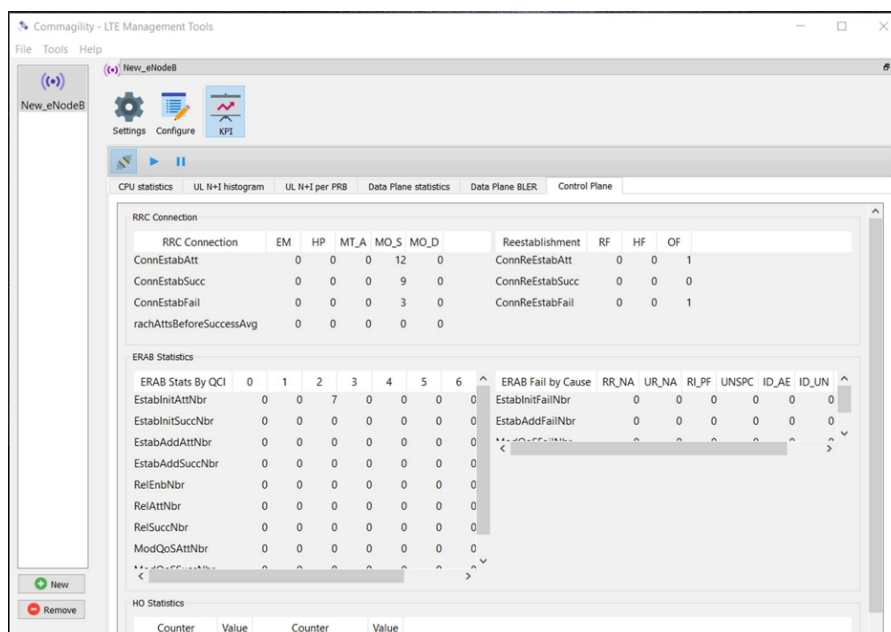 Commagility - LTE Management Tools
File Tools Help
New_eNodeB
New_eNodeB
Settings Configure KPI
CPU statistics UL N+I histogram UL N+I per PRB Data Plane statistics Data Plane BLER Control Plane
RRC Connection
RRC Connection EM HP MT_A MO_S MO_D Reestablishment RF HF OF
ConnEstabAtt 0 0 0 12 0 ConnReEstabAtt 0 0 1
ConnEstabSucc 0 0 0 9 0 ConnReEstabSucc 0 0 0
ConnEstabFail 0 0 0 3 0 ConnReEstabFail 0 0 1
rachAttsBeforeSuccessAvg 0 0 0 0 0
ERAB Statistics
ERAB Stats By QCI 0 1 2 3 4 5 6 ERAB Fail by Cause RR_NA UR_NA RI_PF UNSPC ID_AE ID_UN
EstabInitAttNbr 0 0 7 0 0 0 0 EstabInitFailNbr 0 0 0 0 0 0
EstabInitSuccNbr 0 0 0 0 0 0 0 EstabAddFailNbr 0 0 0 0 0 0
EstabAddAttNbr 0 0 0 0 0 0 0
EstabAddSuccNbr 0 0 0 0 0 0 0
RelEnbNbr 0 0 0 0 0 0 0
RelAttNbr 0 0 0 0 0 0 0
RelSuccNbr 0 0 0 0 0 0 0
ModQoSAttNbr 0 0 0 0 0 0 0
New
Remove
HO Statistics
Counter Value Counter Value